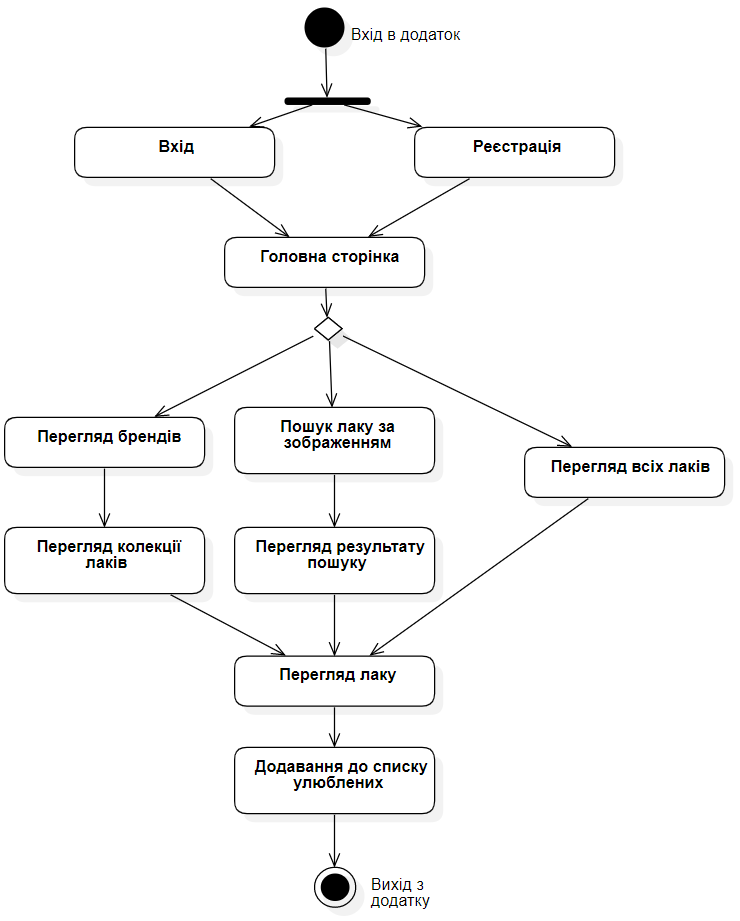 Вхід в додаток
Вхід
Реєстрація
Головна сторінка
Перегляд брендів
Пошук лаку за
зображенням
Перегляд всіх лаків
Перегляд колекції
лаків
Перегляд результату
пошуку
Перегляд лаку
Додавання до списку
улюблених
Вихід з
додатку